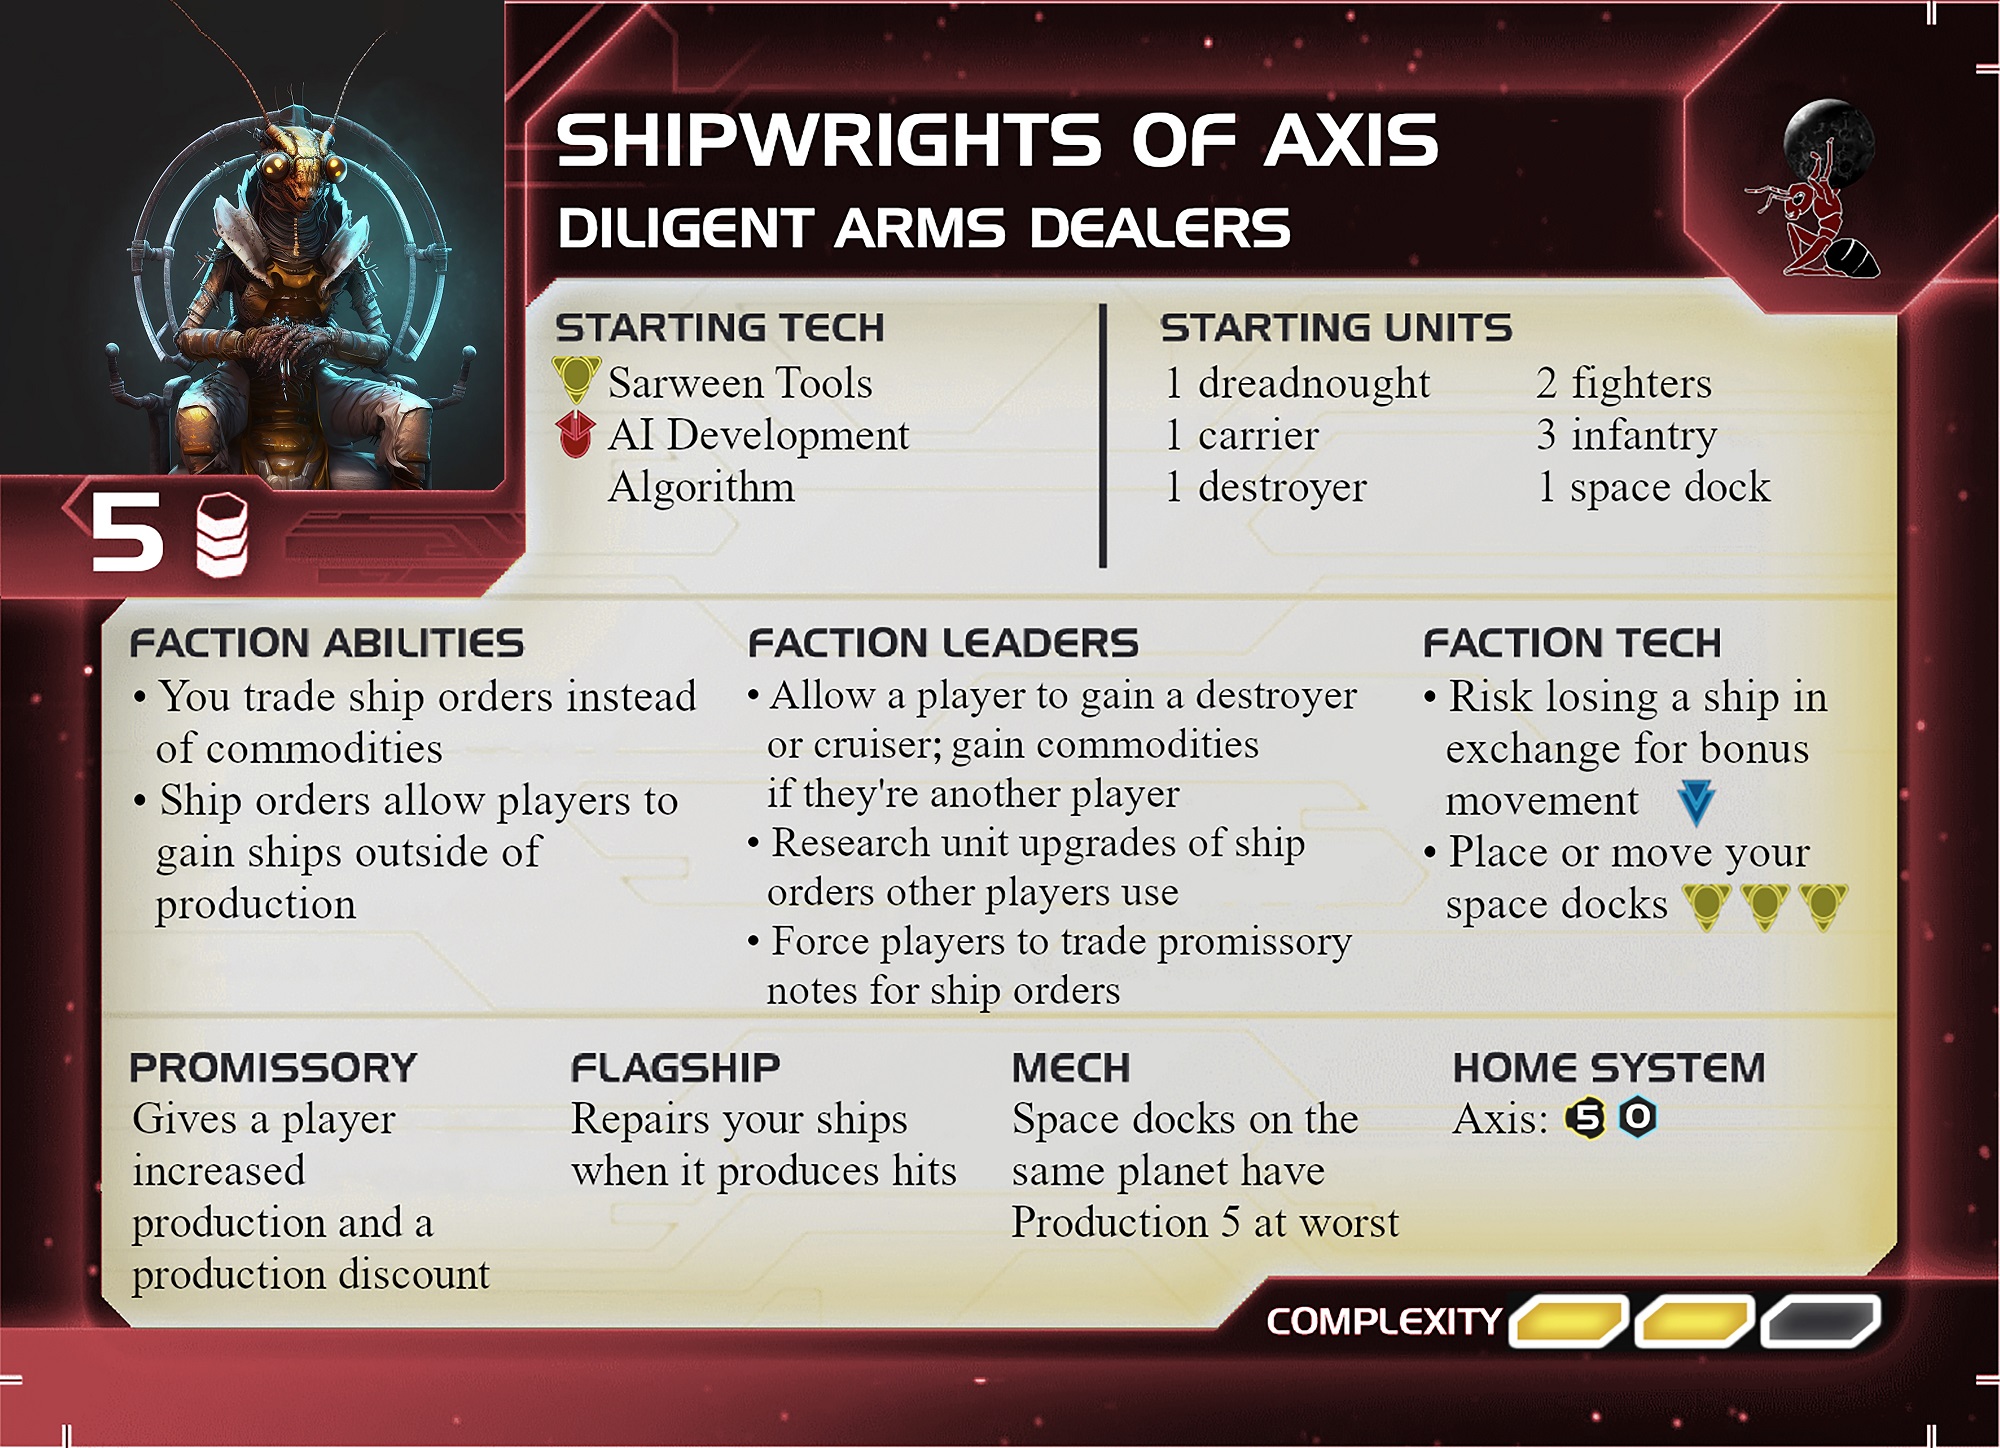 SHIPWRIGHTS OF AXIS
DILIGENT ARMS DEALERS
5
STARTING TECH
Sarween Tools
AI Development
Algorithm
STARTING UNITS
1 dreadnought
1 carrier
1 destroyer
2 fighters
3 infantry
1 space dock
FACTION ABILITIES
• You trade ship orders instead
of commodities
• Ship orders allow players to
gain ships outside of
production
FACTION LEADERS
• Allow a player to gain a destroyer
or cruiser; gain commodities
if they're another player
• Research unit upgrades of ship
orders other players use
• Force players to trade promissory
notes for ship orders
FACTION TECH
• Risk losing a ship in
exchange for bonus
movement
• Place or move your
space docks
PROMISSORY
Gives a player
increased
production and a
production discount
FLAGSHIP
Repairs your ships
when it produces hits
MECH
Space docks on the
same planet have
Production 5 at worst
HOME SYSTEM
Axis: 5 0
COMPLEXITY